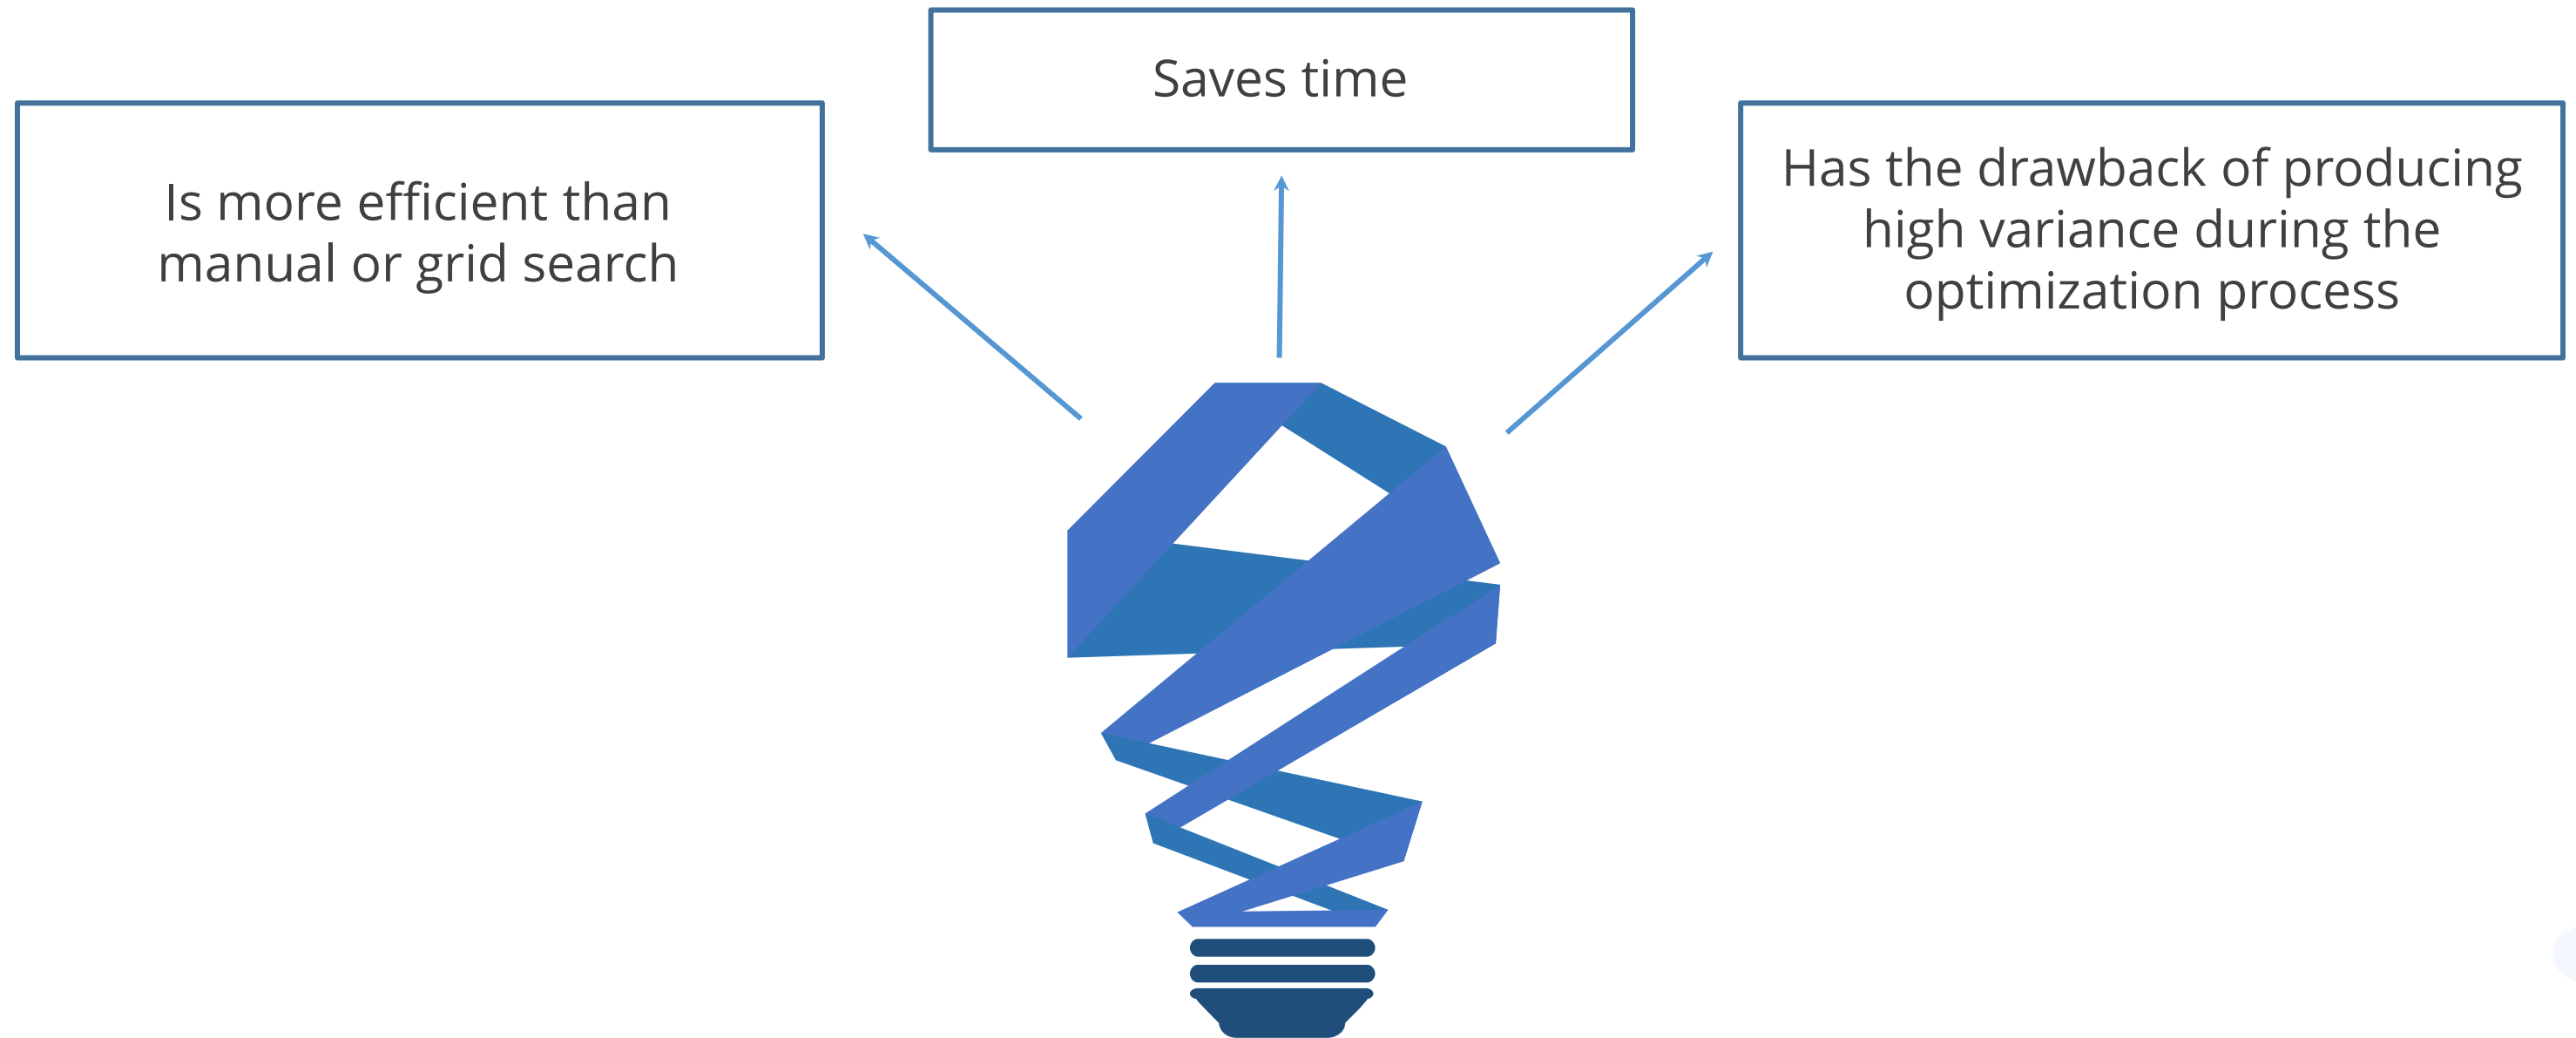 Saves time
Is more efficient than
manual or grid search
Has the drawback of producing
high variance during the
optimization process